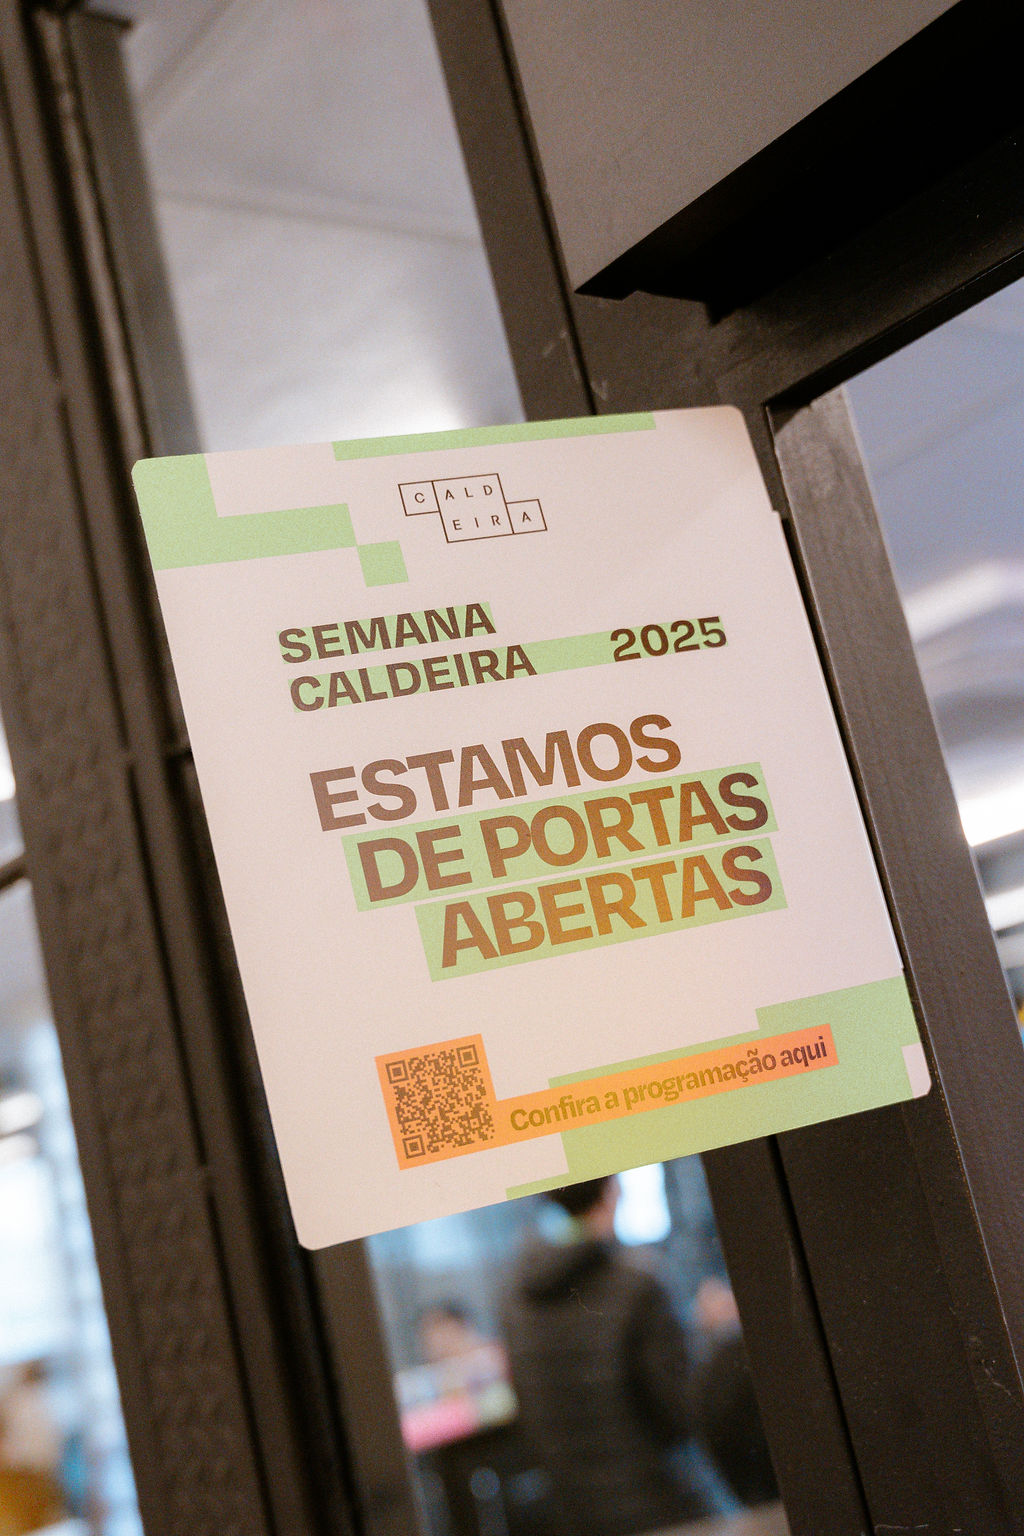 CALD
EIRA
SEMANA
CALDEIRA 2025
ESTAMOS
DE PORTAS
ABERTAS
Confira a programação aqui